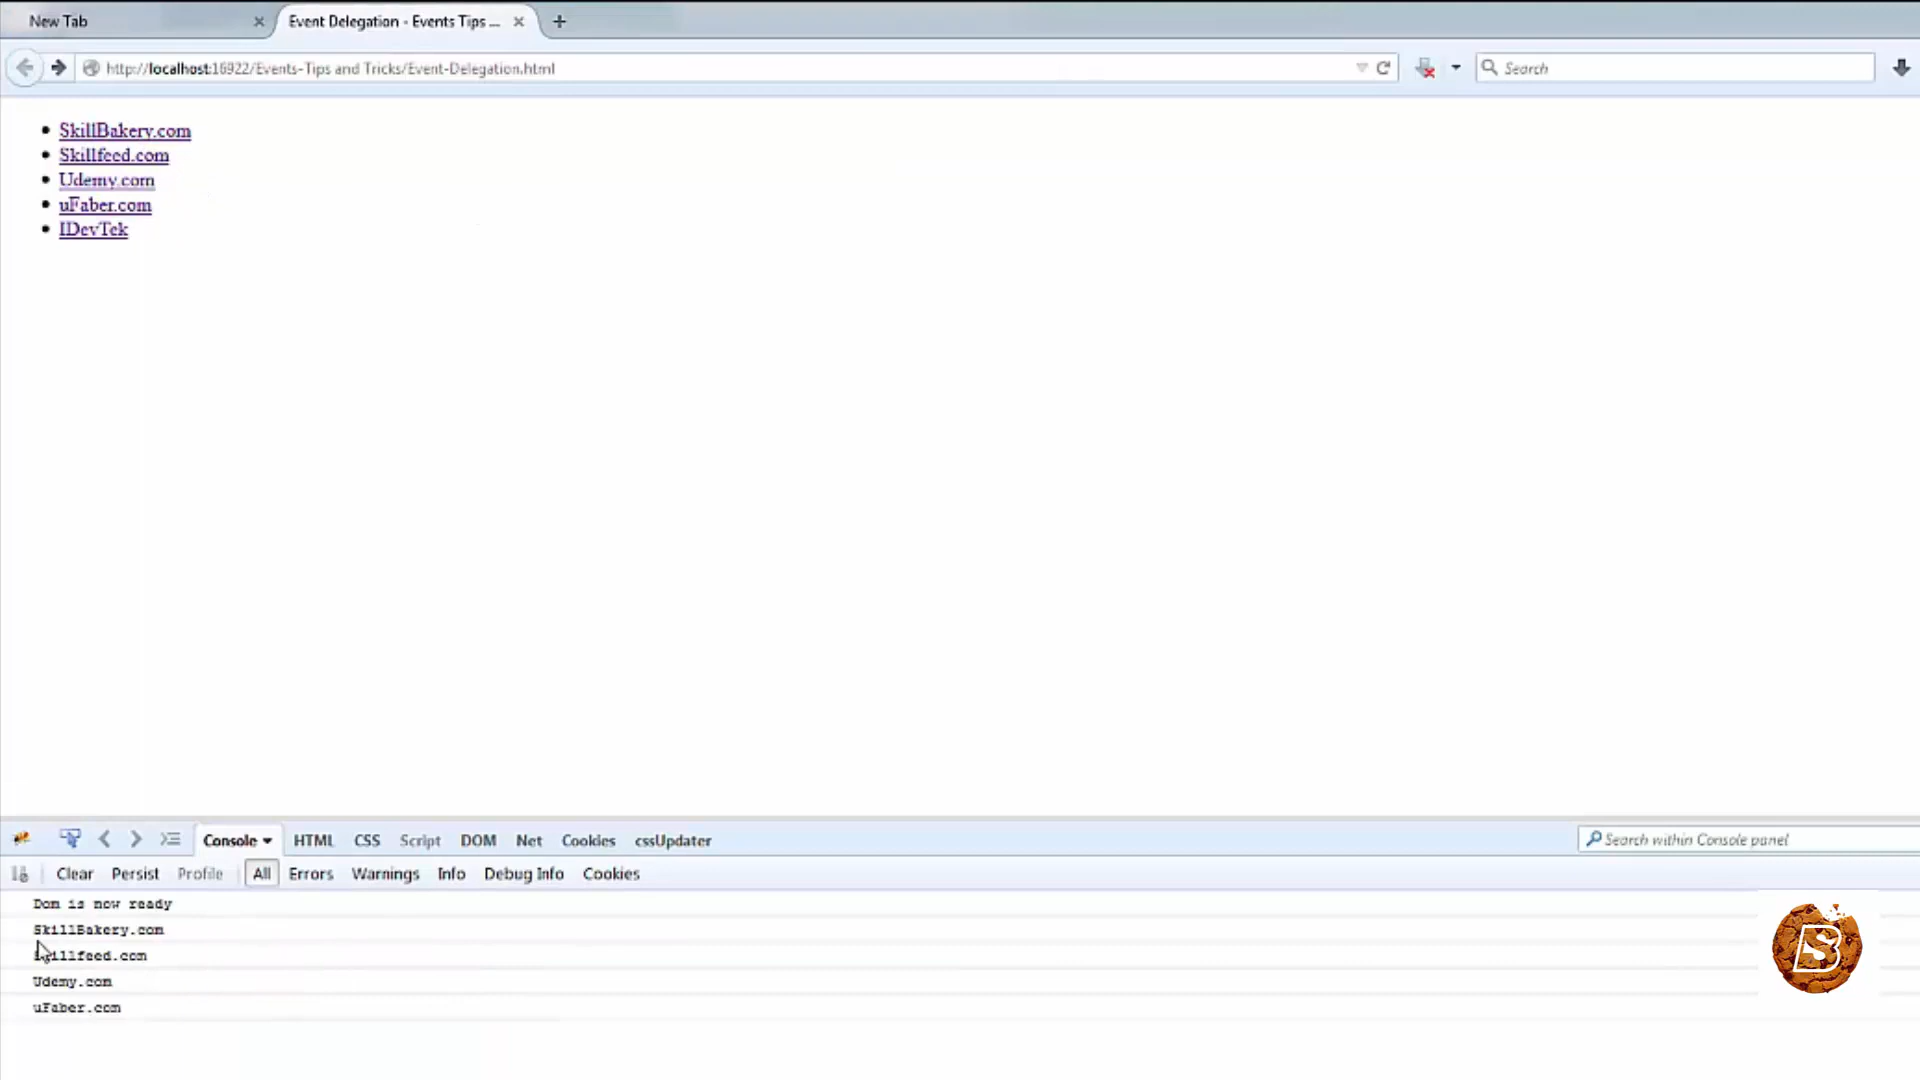 New Tab
Event Delegation - Events Tips ...
http://localhost:16922/Events-Tips and Tricks/Event-Delegation.html
Search
SkillBakery.com
Skillfeed.com
Udemy.com
uFaber.com
IDevTek
Console HTML CSS Script DOM Net Cookies cssUpdater
Search within Console panel
Clear Persist Profile All Errors Warnings Info Debug Info Cookies
Dom is now ready
SkillBakery.com
Skillfeed.com
Udemy.com
uFaber.com